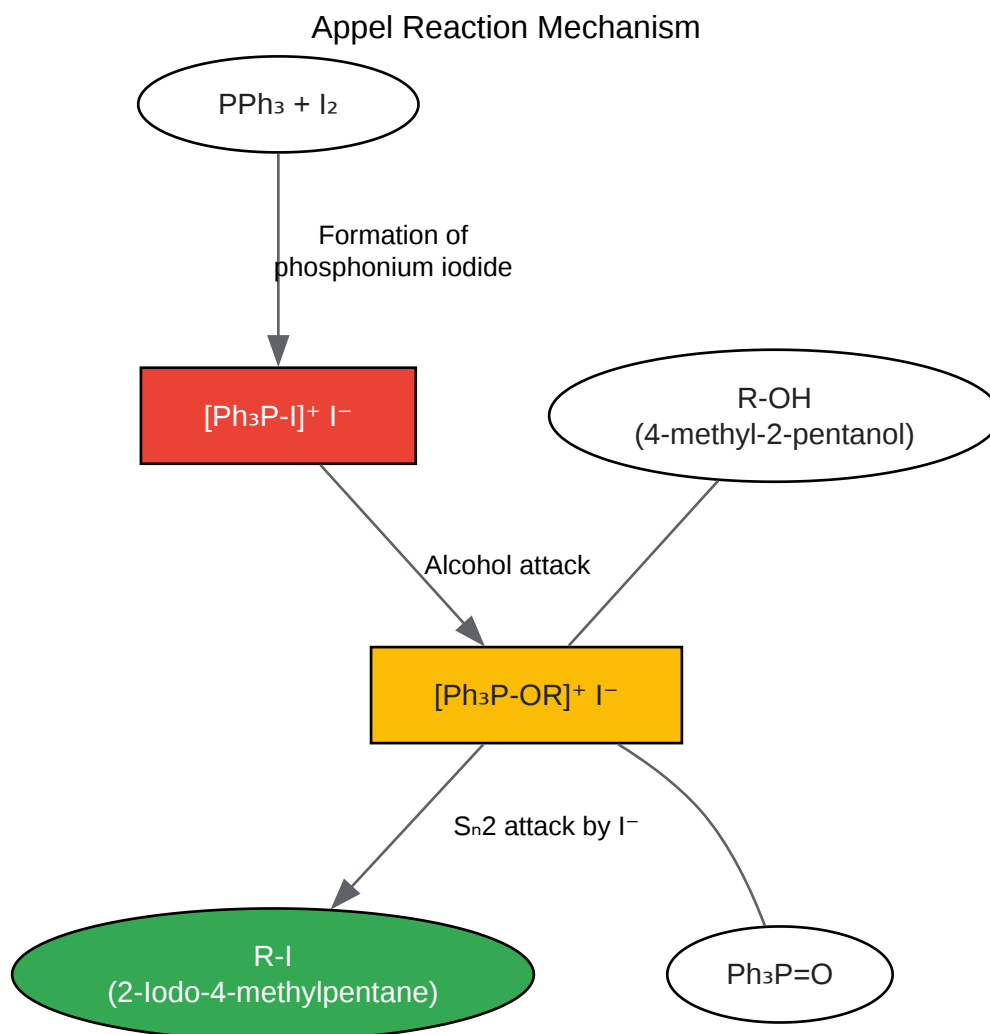 Appel Reaction Mechanism
PPh₃ + I₂
Formation of
phosphonium iodide
[Ph₃P-I]⁺ I⁻
R-OH
(4-methyl-2-pentanol)
Alcohol attack
[Ph₃P-OR]⁺ I⁻
Sₙ2 attack by I⁻
R-I
(2-Iodo-4-methylpentane)
Ph₃P=O